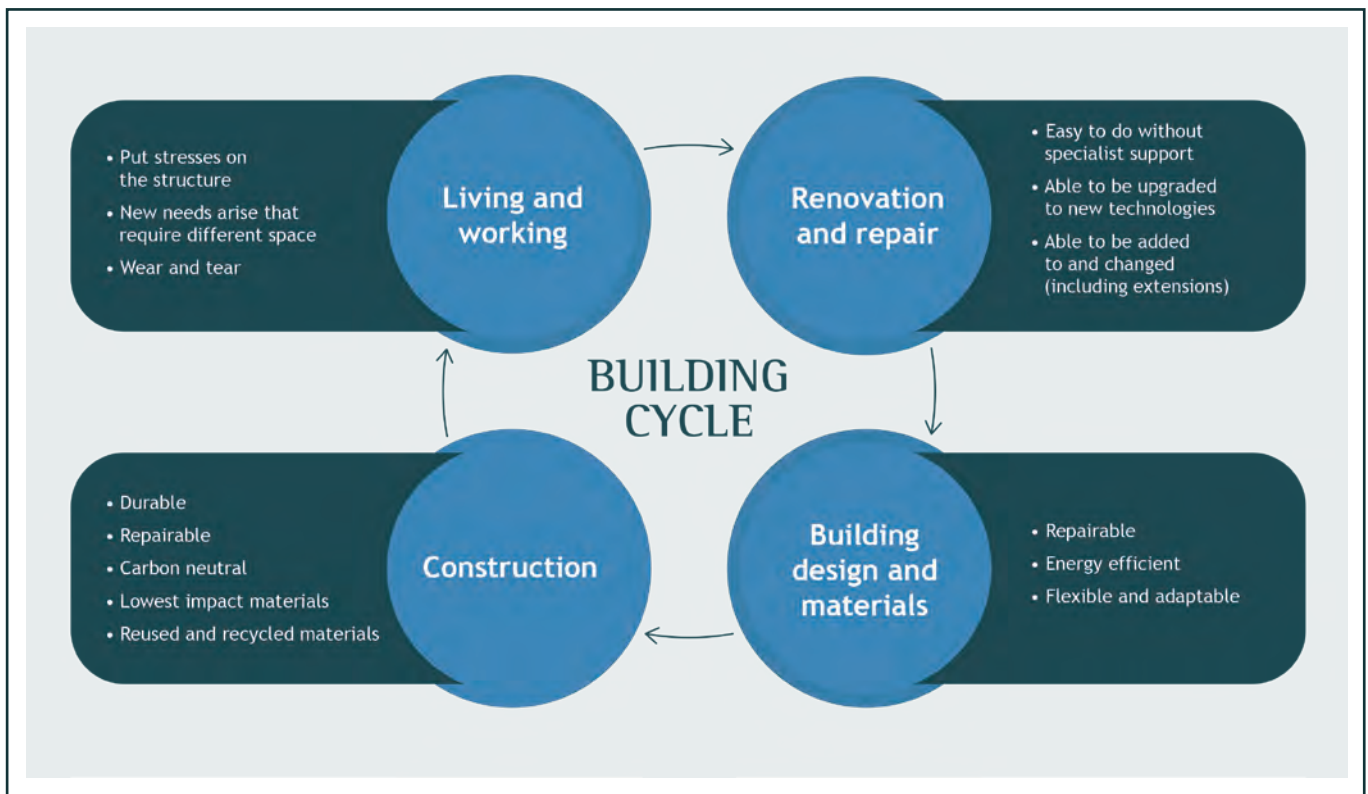 • Put stresses on
the structure
• New needs arise that
require different space
• Wear and tear
Living and
working
Renovation
and repair
• Easy to do without
specialist support
• Able to be upgraded
to new technologies
• Able to be added
to and changed
(including extensions)
BUILDING
CYCLE
• Durable
• Repairable
• Carbon neutral
• Lowest impact materials
• Reused and recycled materials
Construction
Building
design and
materials
• Repairable
• Energy efficient
• Flexible and adaptable